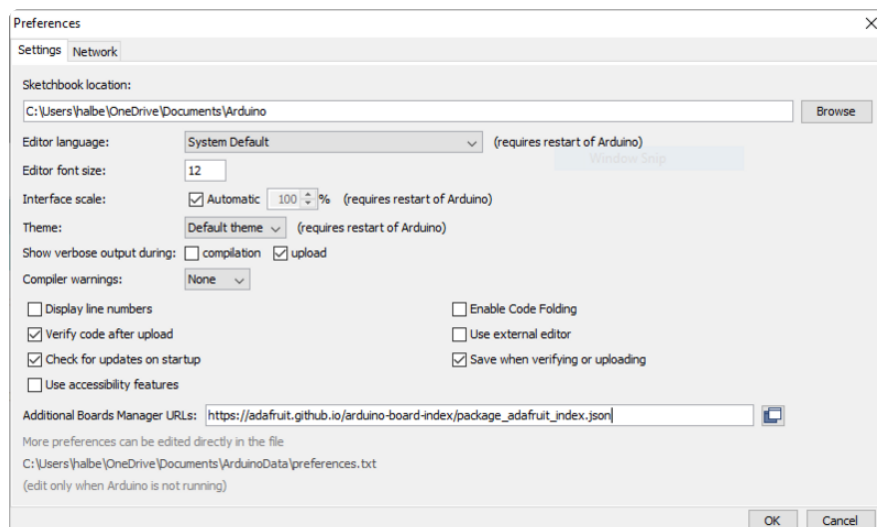 Preferences
Settings Network
Sketchbook location:
C:\Users\halbe\OneDrive\Documents\Arduino Browse
Editor language: System Default (requires restart of Arduino)
Window Snip
Editor font size: 12
Interface scale: Automatic 100 % (requires restart of Arduino)
Theme: Default theme (requires restart of Arduino)
Show verbose output during: compilation upload
Compiler warnings: None
Display line numbers Enable Code Folding
Verify code after upload Use external editor
Check for updates on startup Save when verifying or uploading
Use accessibility features
Additional Boards Manager URLs: https://adafruit.github.io/arduino-board-index/package_adafruit_index.json
More preferences can be edited directly in the file
C:\Users\halbe\OneDrive\Documents\ArduinoData\preferences.txt
(edit only when Arduino is not running)
OK Cancel